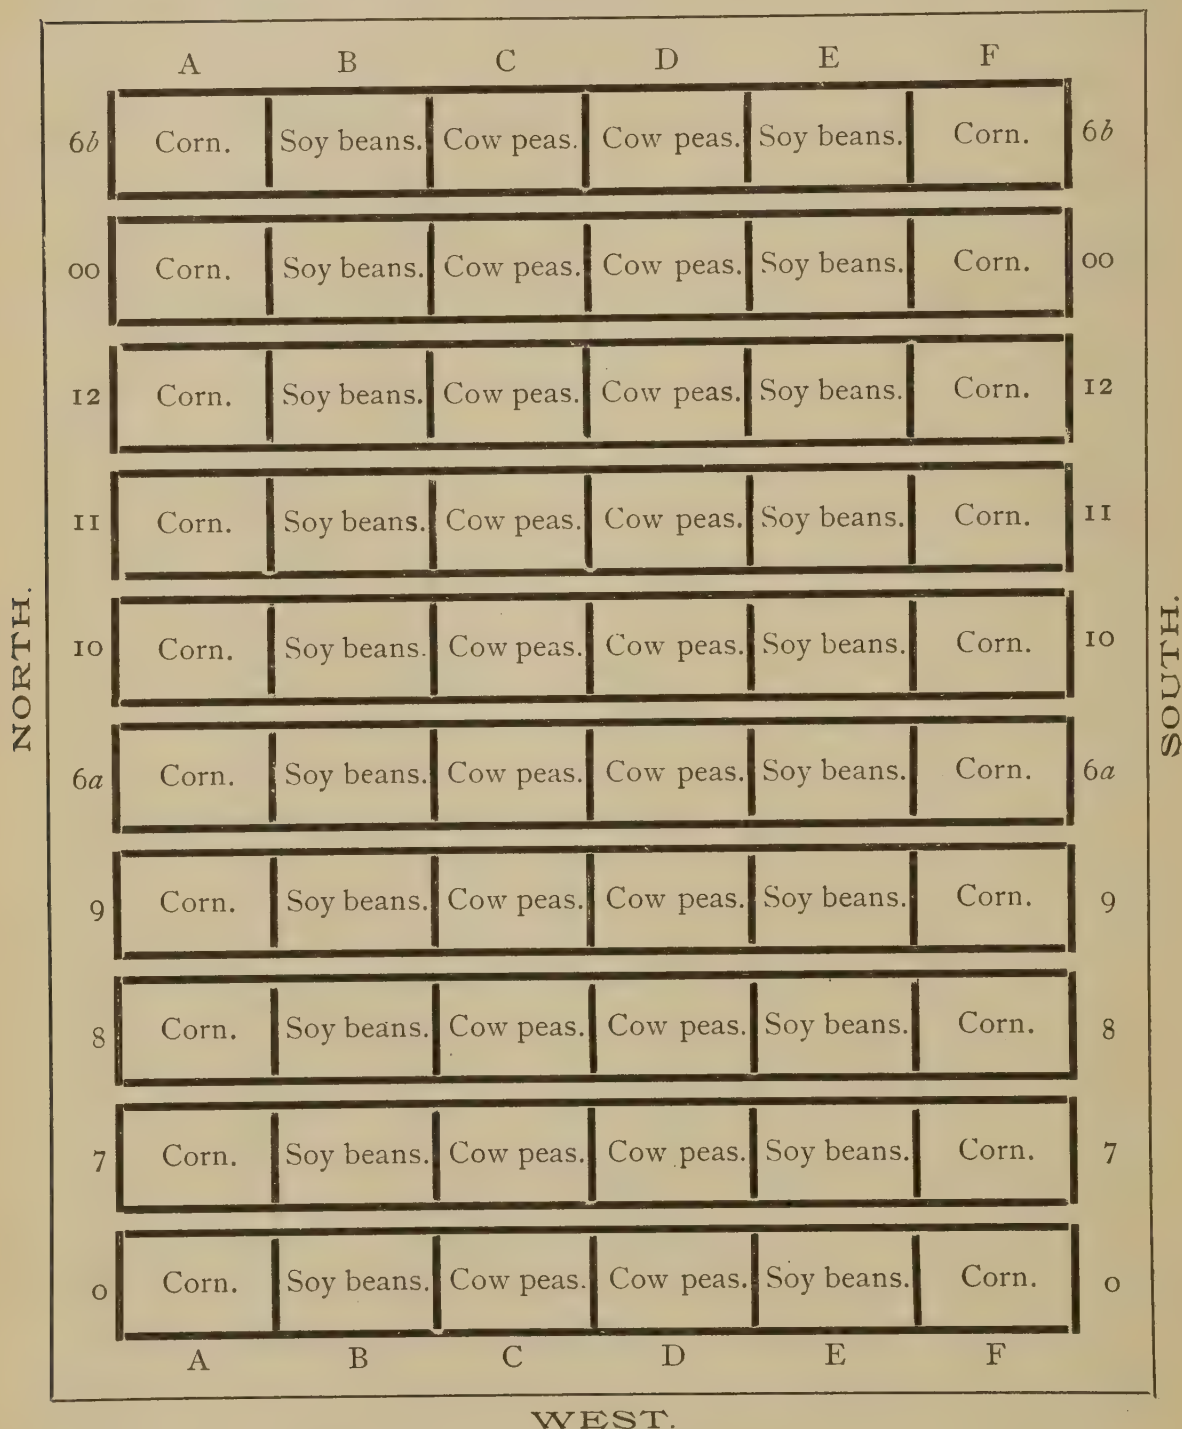 A B C D E F
6b Corn. Soy beans. Cow peas. Cow peas. Soy beans. Corn. 6b
00 Corn. Soy beans. Cow peas. Cow peas. Soy beans. Corn. 00
12 Corn. Soy beans. Cow peas. Cow peas. Soy beans. Corn. 12
11 Corn. Soy beans. Cow peas. Cow peas. Soy beans. Corn. 11
10 Corn. Soy beans. Cow peas. Cow peas. Soy beans. Corn. 10
6a Corn. Soy beans. Cow peas. Cow peas. Soy beans. Corn. 6a
9 Corn. Soy beans. Cow peas. Cow peas. Soy beans. Corn. 9
8 Corn. Soy beans. Cow peas. Cow peas. Soy beans. Corn. 8
7 Corn. Soy beans. Cow peas. Cow peas. Soy beans. Corn. 7
0 Corn. Soy beans. Cow peas. Cow peas. Soy beans. Corn. 0
A B C D E F
NORTH.
SOUTH.
WEST.